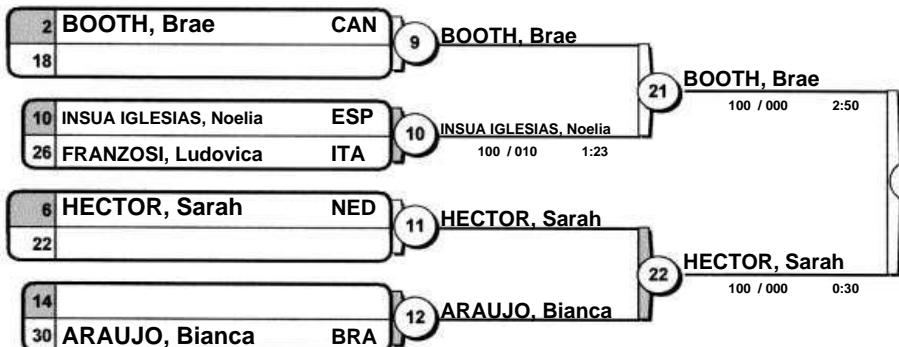 2 BOOTH, Brae CAN
18
9
BOOTH, Brae
10 INSUA IGLESIAS, Noelia ESP
26 FRANZOSI, Ludovica ITA
10
INSUA IGLESIAS, Noelia
100 / 010 1:23
21
BOOTH, Brae
100 / 000 2:50
6 HECTOR, Sarah NED
22
11
HECTOR, Sarah
14
30 ARAUJO, Bianca BRA
12
ARAUJO, Bianca
22
HECTOR, Sarah
100 / 000 0:30